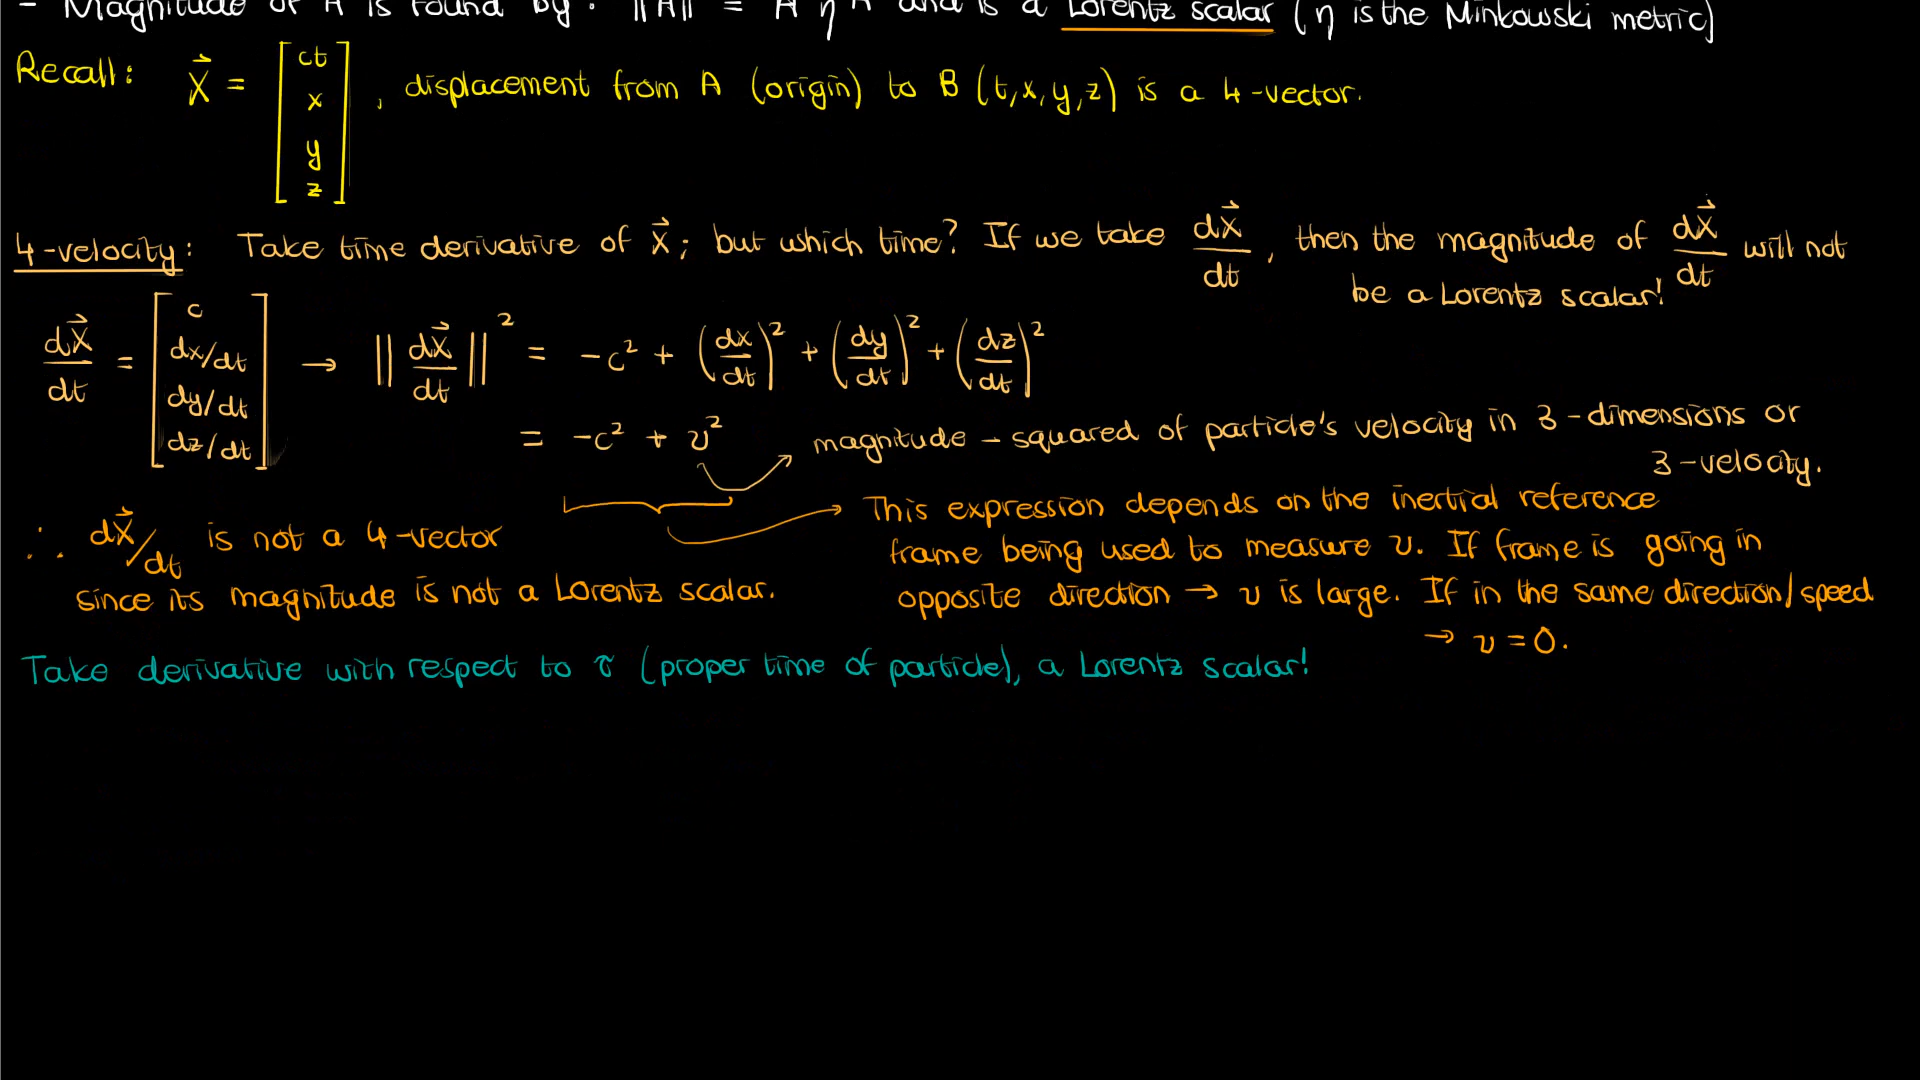 - Magnitude of A is found by: ||A|| = A η A and is a Lorentz scalar (η is the Minkowski metric)
Recall: X⃗ = [ct x y z], displacement from A (origin) to B (t,x,y,z) is a 4-vector.
4-velocity: Take time derivative of X⃗; but which time? If we take dX⃗/dt, then the magnitude of dX⃗/dt will not
be a Lorentz scalar!
dX⃗/dt = [c dx/dt dy/dt dz/dt] → ||dX⃗/dt||² = -c² + (dx/dt)² + (dy/dt)² + (dz/dt)²
= -c² + v² magnitude-squared of particle's velocity in 3-dimensions or
3-velocity.
∴ dX⃗/dt is not a 4-vector
since its magnitude is not a Lorentz scalar.
This expression depends on the inertial reference
frame being used to measure v. If frame is going in
opposite direction → v is large. If in the same direction/speed
→ v = 0.
Take derivative with respect to τ (proper time of particle), a Lorentz scalar!